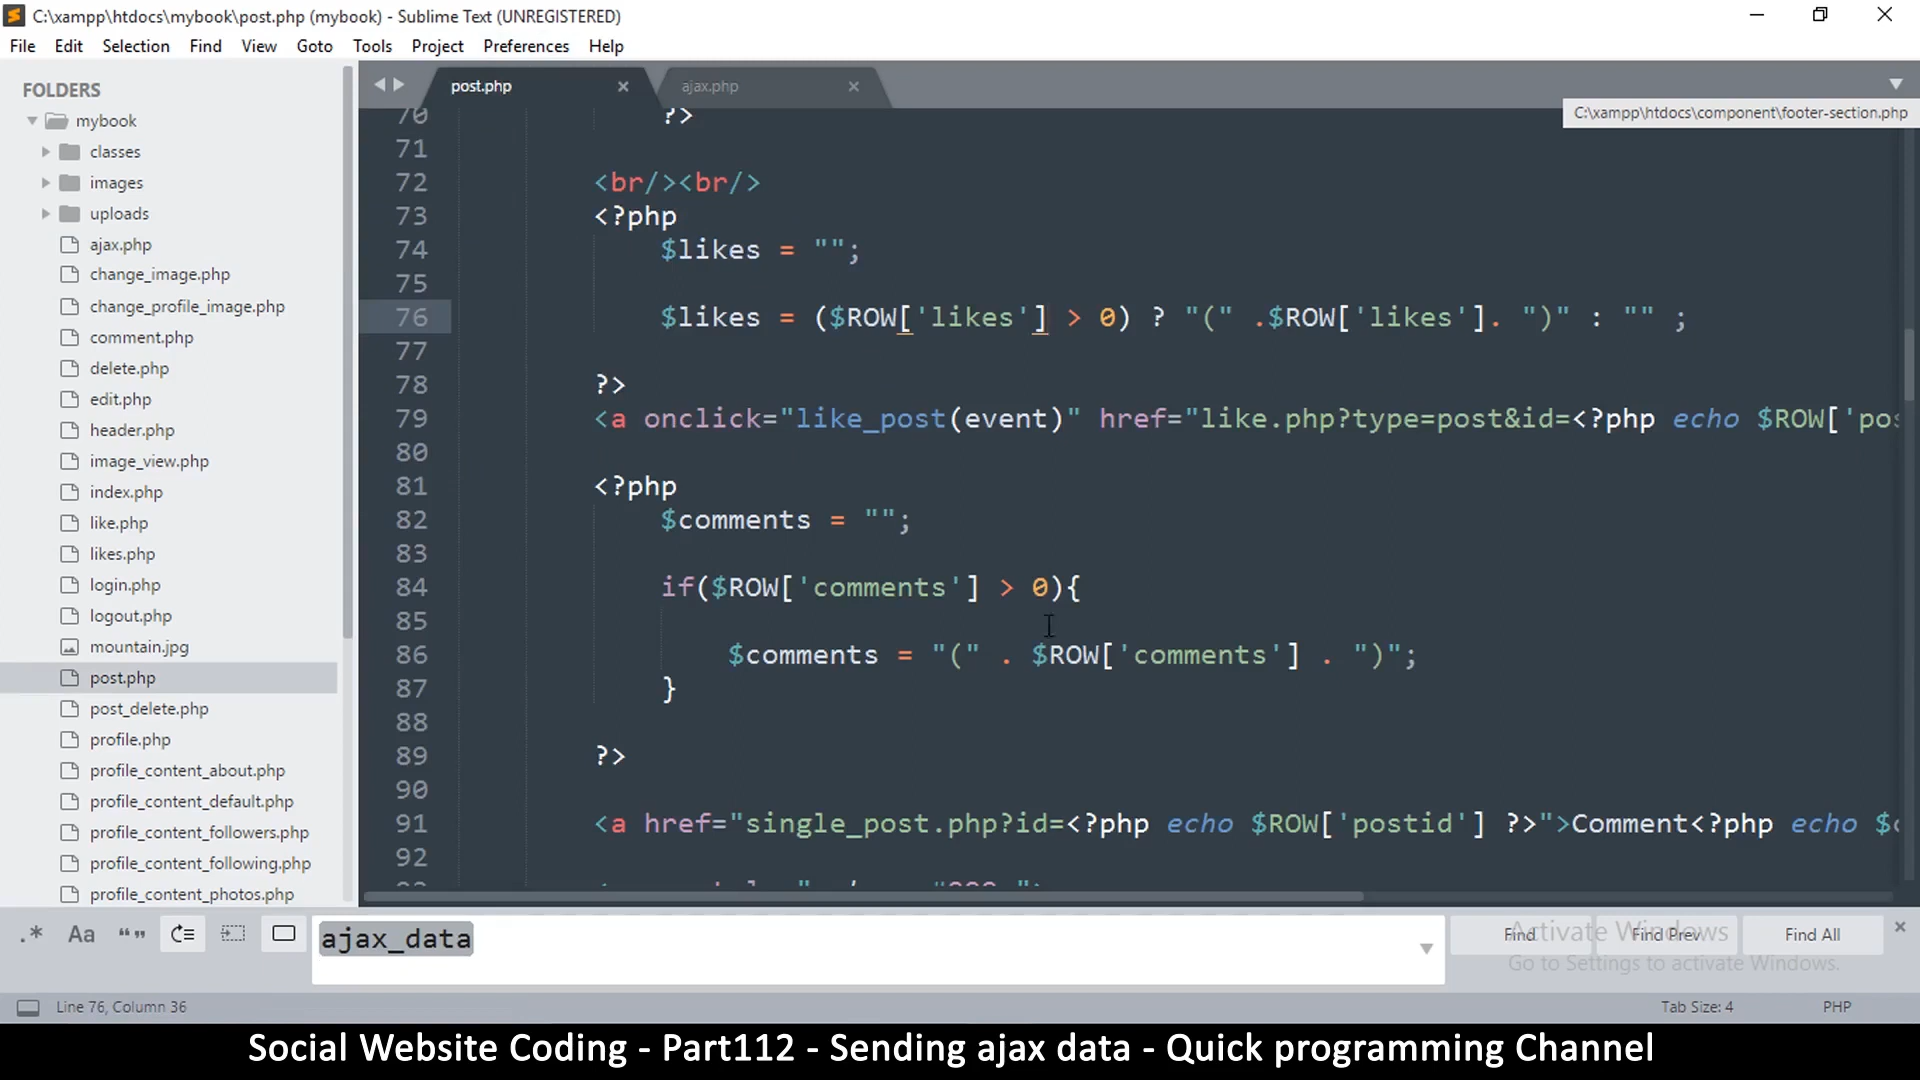 C:\xampp\htdocs\mybook\post.php (mybook) - Sublime Text (UNREGISTERED)
File Edit Selection Find View Goto Tools Project Preferences Help
FOLDERS
mybook
classes
images
uploads
ajax.php
change_image.php
change_profile_image.php
comment.php
delete.php
edit.php
header.php
image_view.php
index.php
like.php
likes.php
login.php
logout.php
mountain.jpg
post.php
post_delete.php
profile.php
profile_content_about.php
profile_content_default.php
profile_content_followers.php
profile_content_following.php
profile_content_photos.php
post.php ajax.php
C:\xampp\htdocs\component\footer-section.php
70 ?>
71
72 <br/><br/>
73 <?php
74 $likes = "";
75
76 $likes = ($ROW['likes'] > 0) ? "(" .$ROW['likes']. ")" : "" ;
77
78 ?>
79 <a onclick="like_post(event)" href="like.php?type=post&id=<?php echo $ROW['pos
80
81 <?php
82 $comments = "";
83
84 if($ROW['comments'] > 0){
85
86 $comments = "(" . $ROW['comments'] . ")";
87 }
88
89 ?>
90
91 <a href="single_post.php?id=<?php echo $ROW['postid'] ?>">Comment<?php echo $c
92
.* Aa “” ajax_data Find Find Prev Find All
Activate Windows
Go to Settings to activate Windows.
Line 76, Column 36 Tab Size: 4 PHP
Social Website Coding - Part112 - Sending ajax data - Quick programming Channel